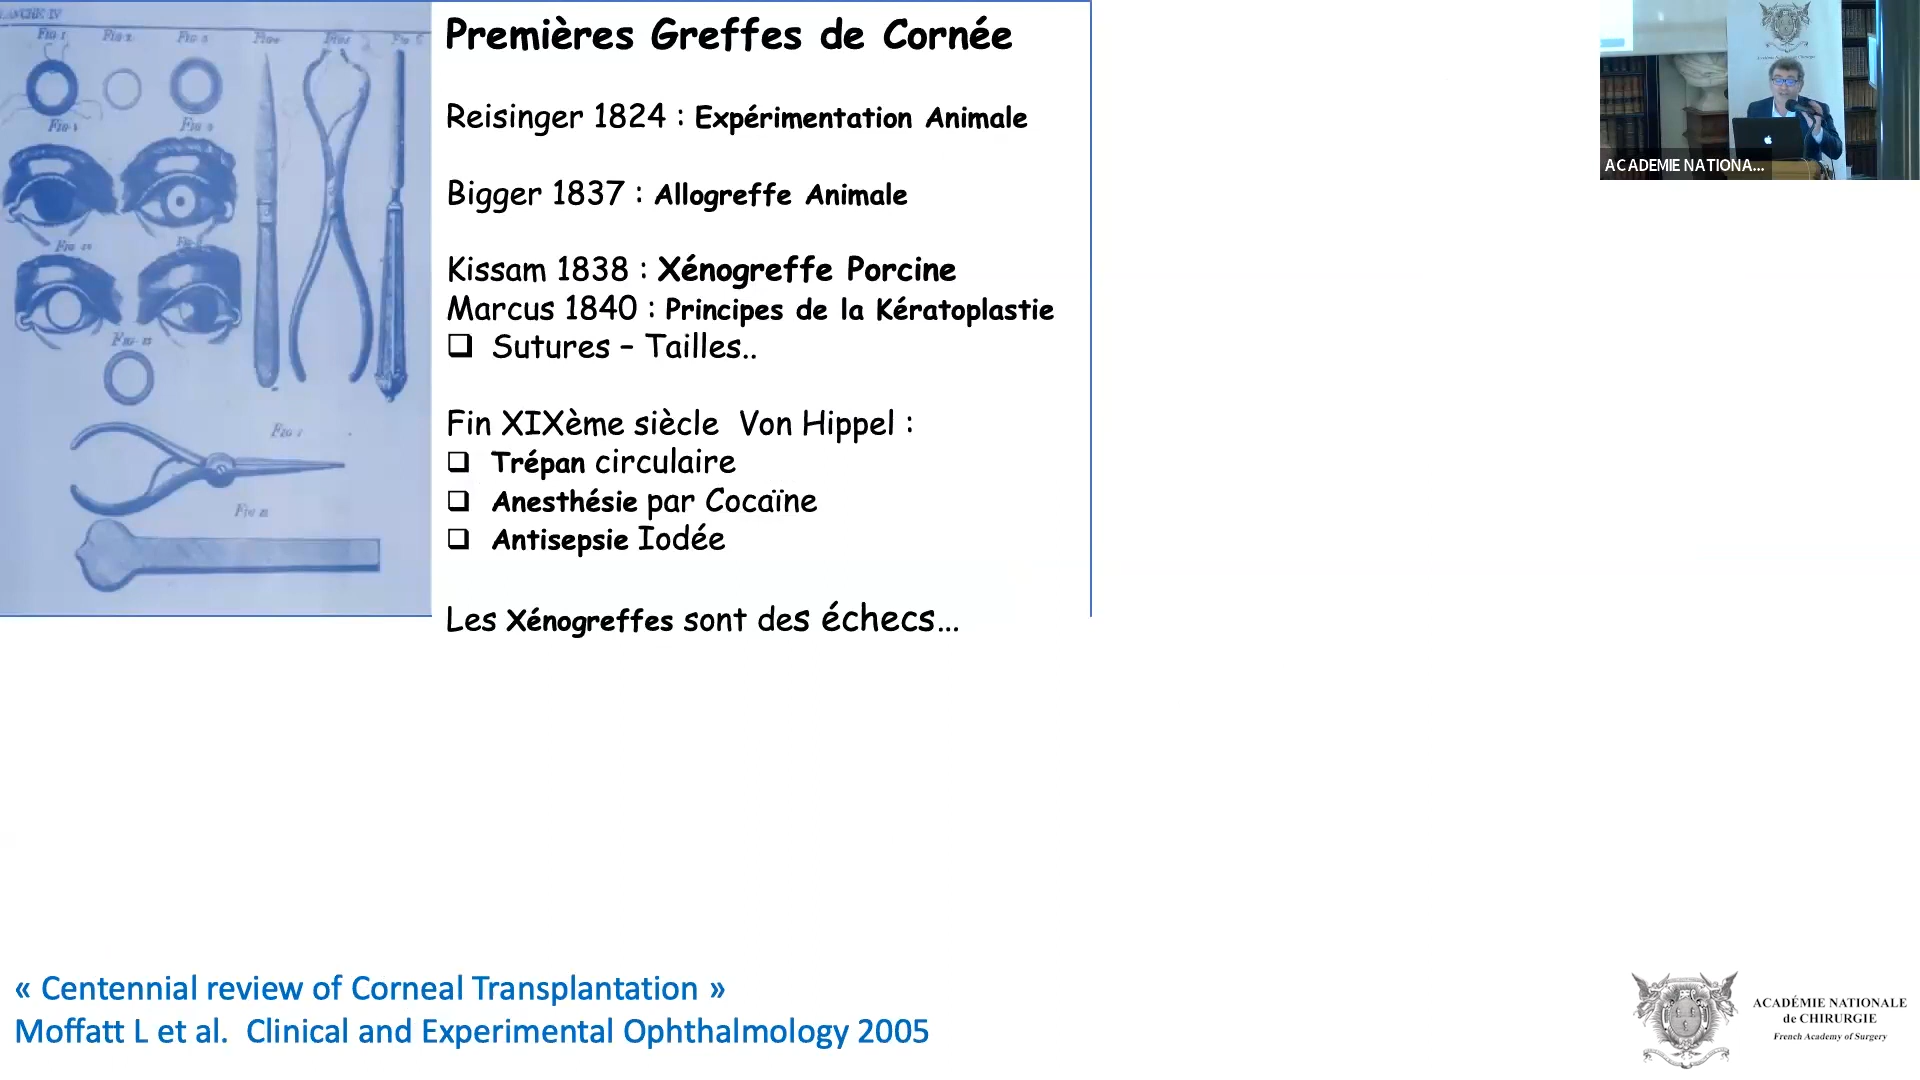 Premières Greffes de Cornée
Reisinger 1824 : Expérimentation Animale
Bigger 1837 : Allogreffe Animale
Kissam 1838 : Xénogreffe Porcine
Marcus 1840 : Principes de la Kératoplastie
Sutures – Tailles..
Fin XIXème siècle Von Hippel :
Trépan circulaire
Anesthésie par Cocaïne
Antisepsie Iodée
Les Xénogreffes sont des échecs...
« Centennial review of Corneal Transplantation »
Moffatt L et al. Clinical and Experimental Ophthalmology 2005
ACADEMIE NATIONA...
ACADÉMIE NATIONALE
de CHIRURGIE
French Academy of Surgery